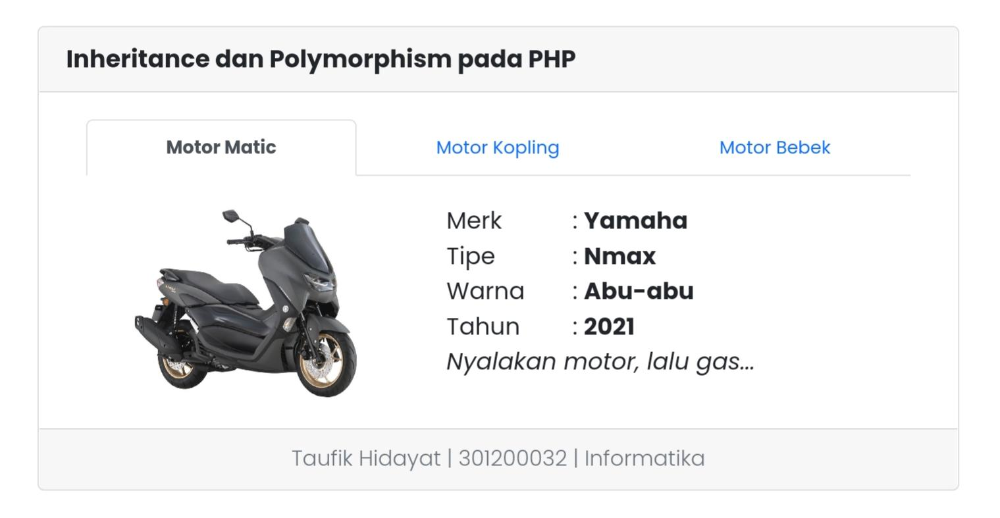 Inheritance dan Polymorphism pada PHP
Motor Matic
Motor Kopling
Motor Bebek
Merk : Yamaha
Tipe : Nmax
Warna : Abu-abu
Tahun : 2021
Nyalakan motor, lalu gas...
Taufik Hidayat | 301200032 | Informatika